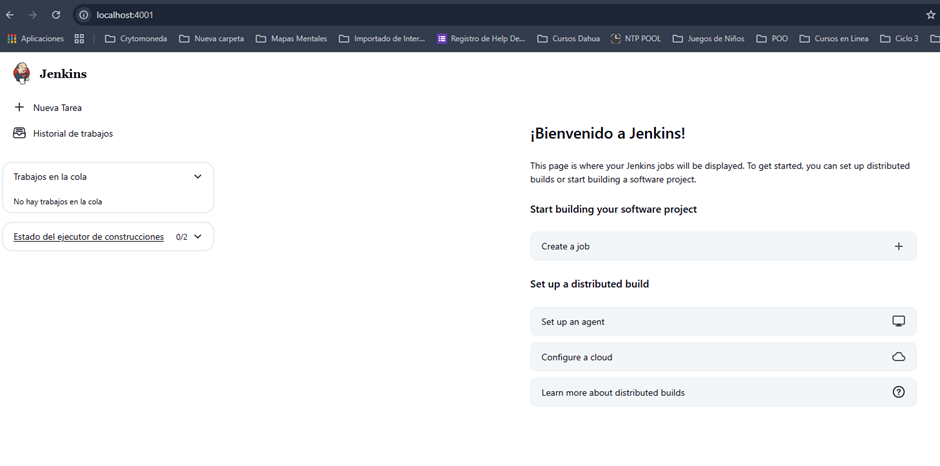 localhost:4001
Aplicaciones
Crytomoneda
Nueva carpeta
Mapas Mentales
Importado de Inter...
Registro de Help De...
Cursos Dahua
NTP POOL
Juegos de Niños
POO
Cursos en Linea
Ciclo 3
Jenkins
Nueva Tarea
Historial de trabajos
Trabajos en la cola
No hay trabajos en la cola
Estado del ejecutor de construcciones 0/2
¡Bienvenido a Jenkins!
This page is where your Jenkins jobs will be displayed. To get started, you can set up distributed
builds or start building a software project.
Start building your software project
Create a job
Set up a distributed build
Set up an agent
Configure a cloud
Learn more about distributed builds